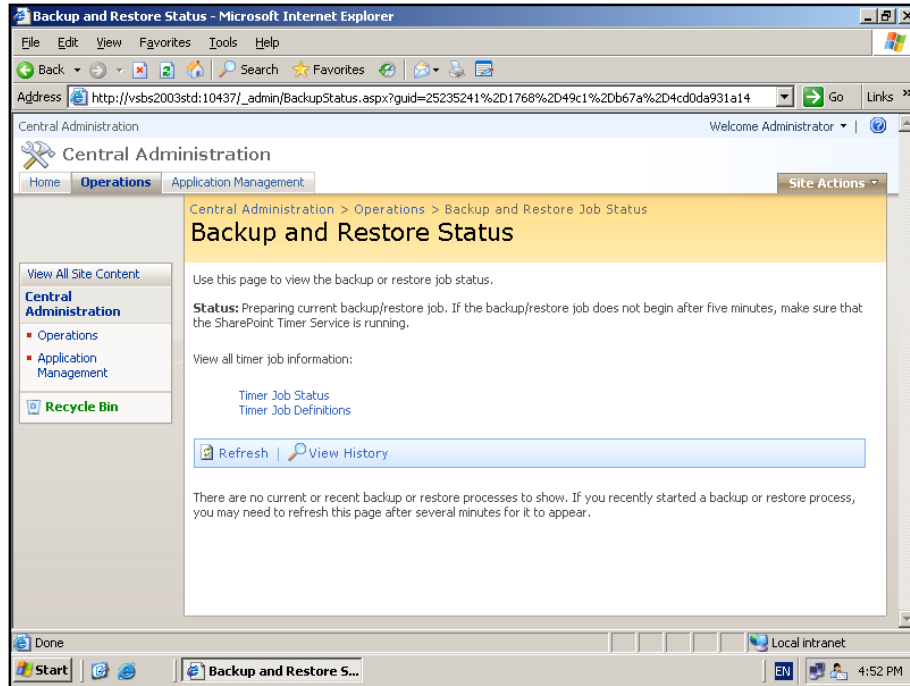 Backup and Restore Status - Microsoft Internet Explorer
File Edit View Favorites Tools Help
Back Search Favorites
Address http://vsbs2003std:10437/_admin/BackupStatus.aspx?guid=25235241%2D1768%2D49c1%2Db67a%2D4cd0da931a14 Go Links »
Central Administration Welcome Administrator
Central Administration
Home Operations Application Management Site Actions
Central Administration > Operations > Backup and Restore Job Status
Backup and Restore Status
View All Site Content
Central
Administration
Operations
Application
Management
Recycle Bin
Use this page to view the backup or restore job status.
Status: Preparing current backup/restore job. If the backup/restore job does not begin after five minutes, make sure that
the SharePoint Timer Service is running.
View all timer job information:
Timer Job Status
Timer Job Definitions
Refresh | View History
There are no current or recent backup or restore processes to show. If you recently started a backup or restore process,
you may need to refresh this page after several minutes for it to appear.
Done Local intranet
Start Backup and Restore S... EN 4:52 PM